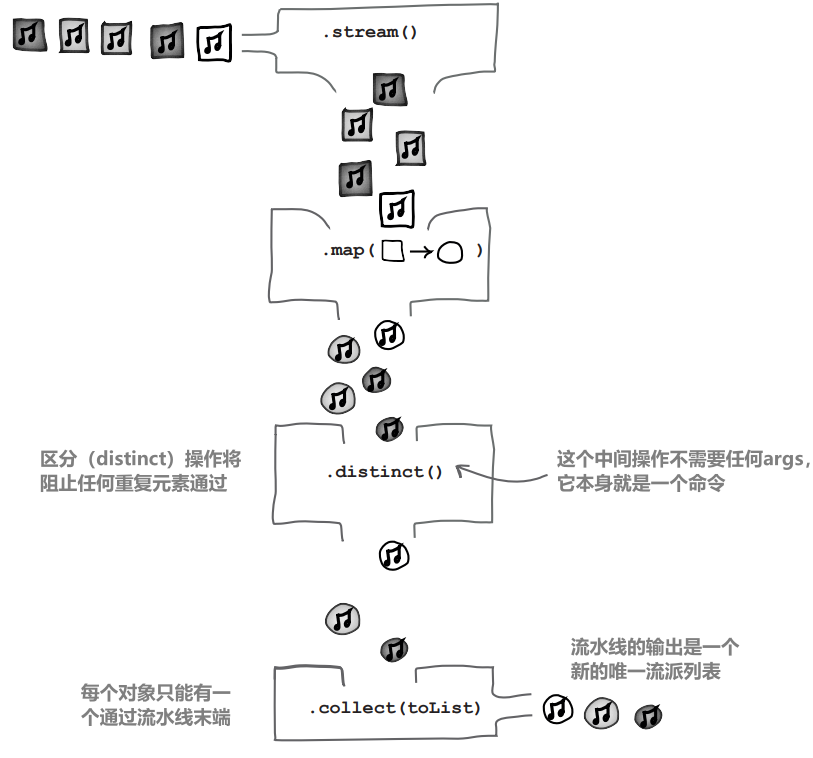 .stream()
.map( → )
区分（distinct）操作将
阻止任何重复元素通过
.distinct()
这个中间操作不需要任何args，
它本身就是一个命令
每个对象只能有一
个通过流水线末端
.collect(toList)
流水线的输出是一个
新的唯一流派列表